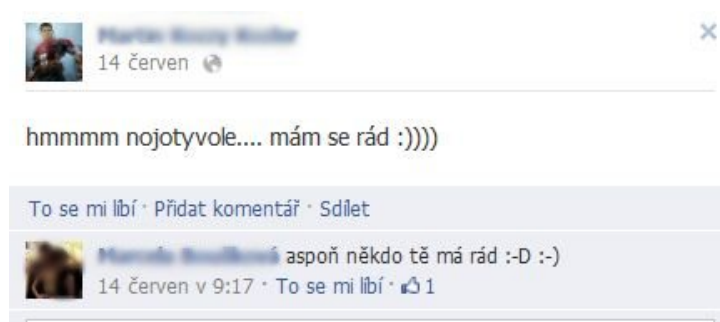 14 červen
hmmmm nojotyvole.... mám se rád :))))
To se mi líbí · Přidat komentář · Sdílet
aspoň někdo tě má rád :-D :-)
14 červen v 9:17 · To se mi líbí · 1